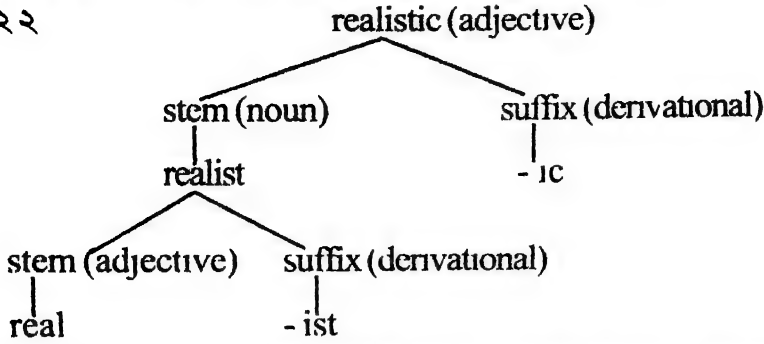 २२
realistic (adjective)
stem (noun) suffix (derivational)
realist - ic
stem (adjective) suffix (derivational)
real - ist